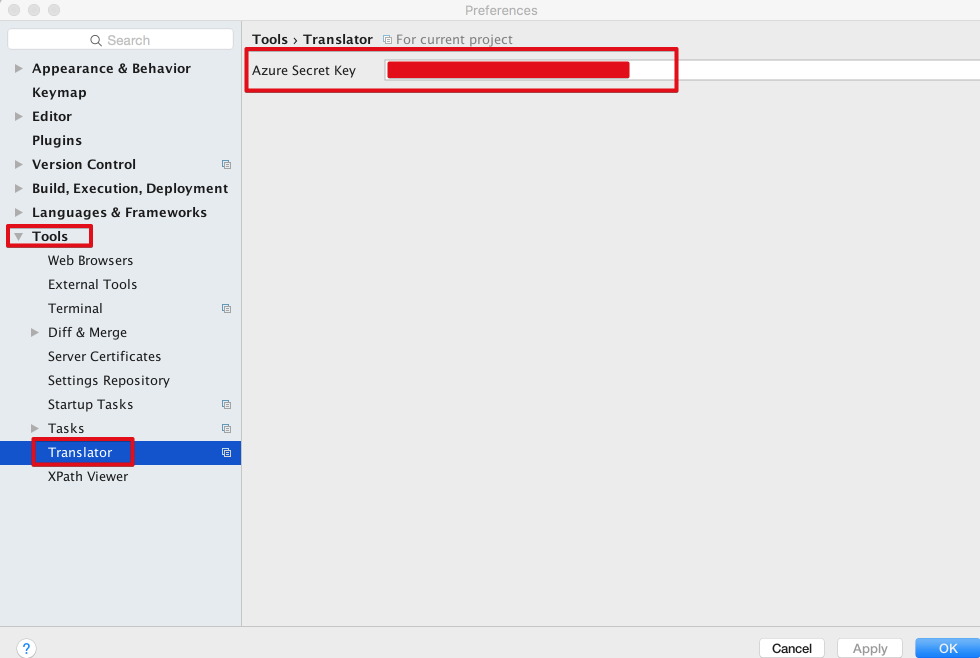 Preferences
Search
Appearance & Behavior
Keymap
Editor
Plugins
Version Control
Build, Execution, Deployment
Languages & Frameworks
Tools
Web Browsers
External Tools
Terminal
Diff & Merge
Server Certificates
Settings Repository
Startup Tasks
Tasks
Translator
XPath Viewer
Tools › Translator For current project
Azure Secret Key
?
Cancel
Apply
OK